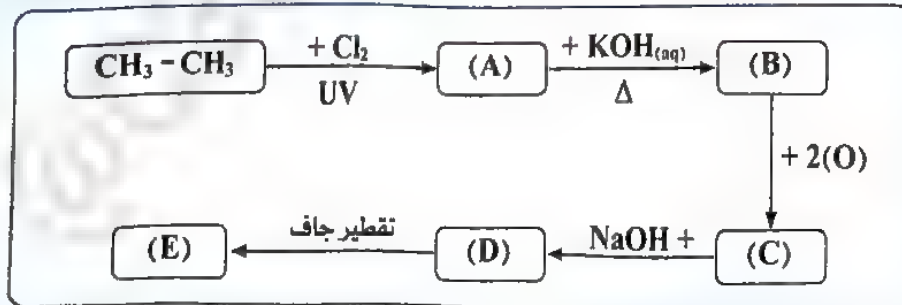 CH₃ – CH₃ + Cl₂ UV (A) + KOH(aq) Δ (B)
+ 2(O)
(E) تقطير جاف (D) NaOH + (C)